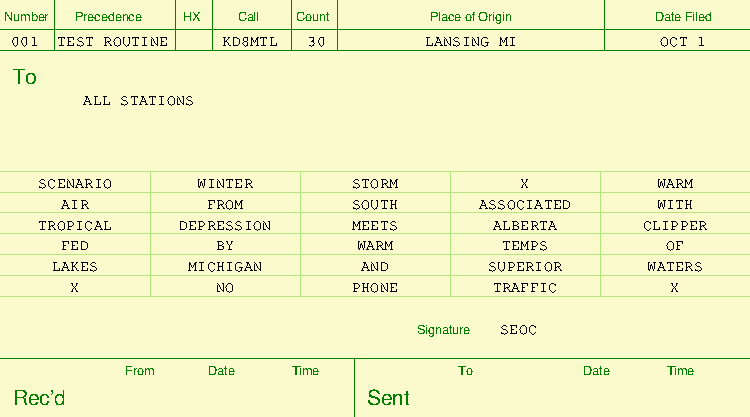 Number Precedence HX Call Count Place of Origin Date Filed
001 TEST ROUTINE KD8MTL 30 LANSING MI OCT 1
To
ALL STATIONS
SCENARIO WINTER STORM X WARM
AIR FROM SOUTH ASSOCIATED WITH
TROPICAL DEPRESSION MEETS ALBERTA CLIPPER
FED BY WARM TEMPS OF
LAKES MICHIGAN AND SUPERIOR WATERS
X NO PHONE TRAFFIC X
Signature SEOC
From Date Time To Date Time
Rec'd Sent